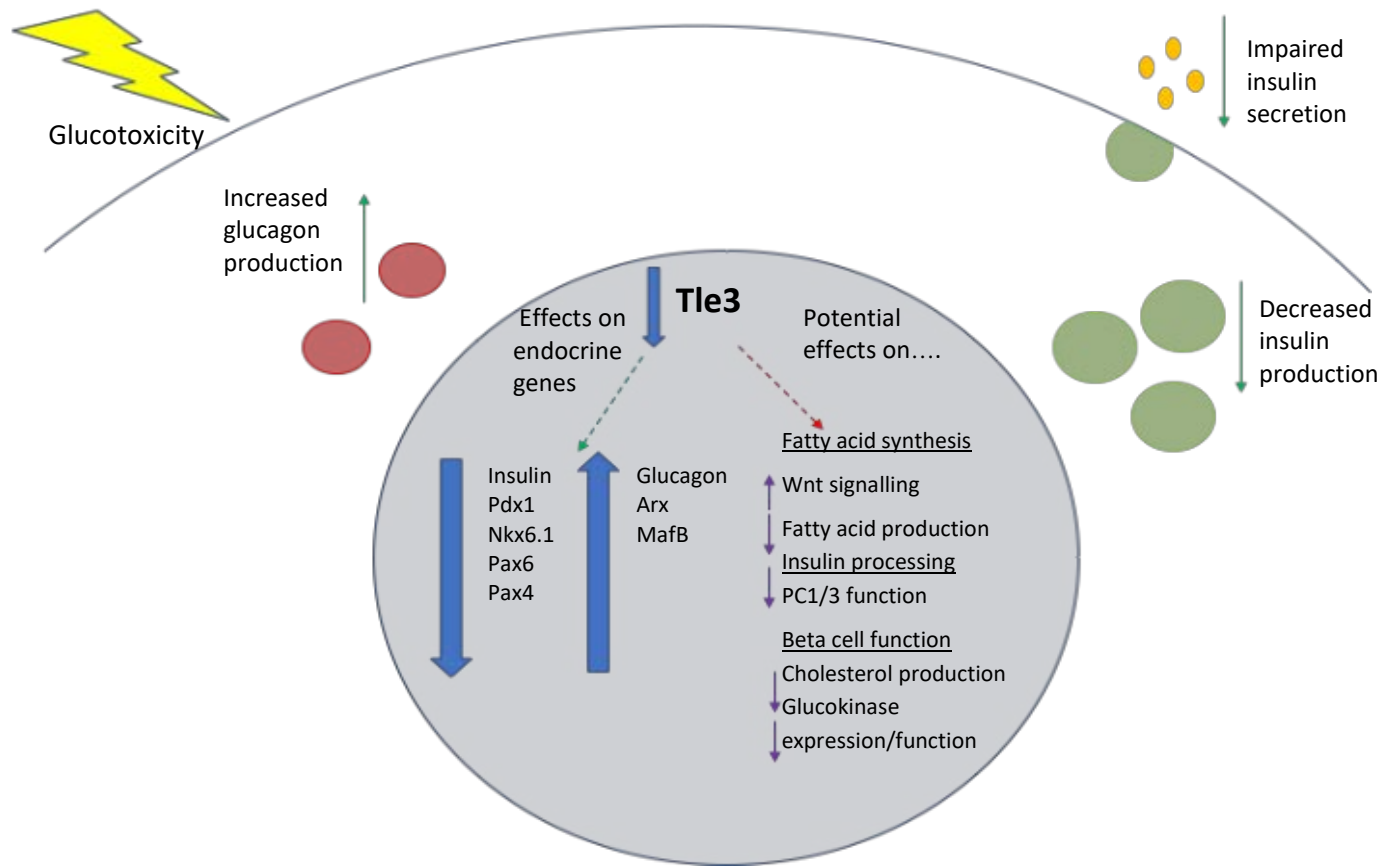 Glucotoxicity
Impaired
insulin
secretion
Increased
glucagon
production
Decreased
insulin
production
Tle3
Effects on
endocrine
genes
Potential
effects on....
Insulin
Pdx1
Nkx6.1
Pax6
Pax4
Glucagon
Arx
MafB
Fatty acid synthesis
Wnt signalling
Fatty acid production
Insulin processing
PC1/3 function
Beta cell function
Cholesterol production
Glucokinase
expression/function